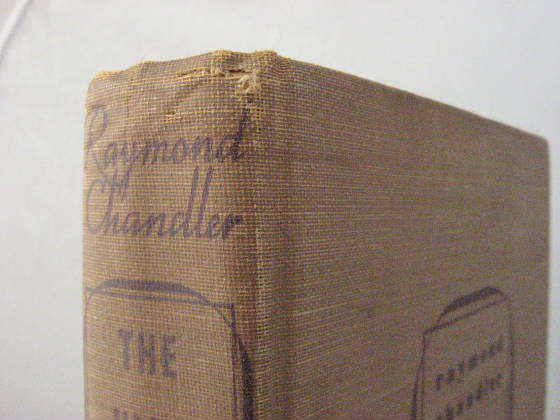 Raymond
Chandler
THE
raymond
chandler